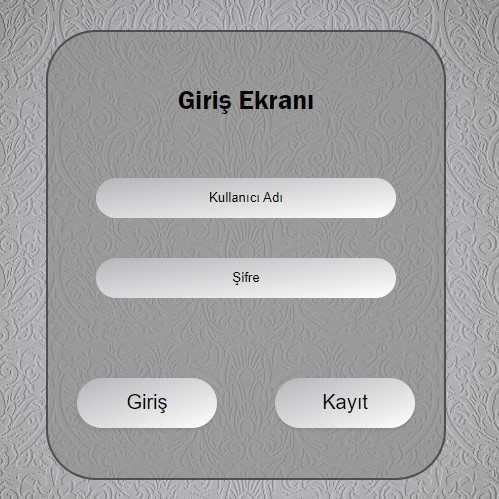 Giriş Ekranı
Kullanıcı Adı
Şifre
Giriş
Kayıt